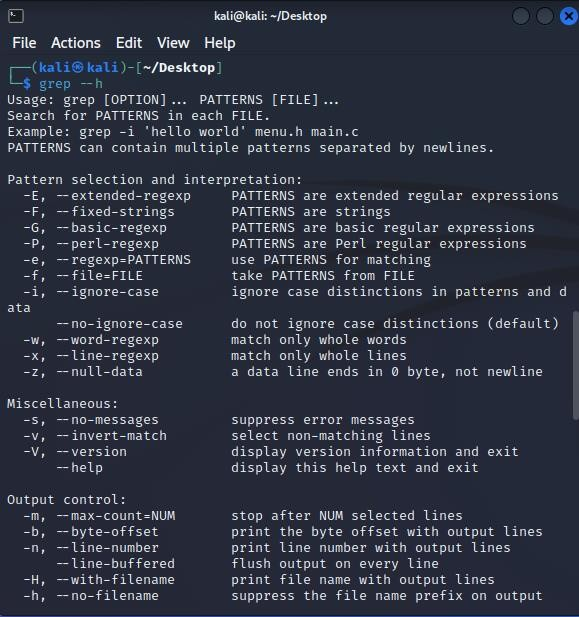 kali@kali: ~/Desktop
File Actions Edit View Help
┌──(kali㉿kali)-[~/Desktop]
└─$ grep --h
Usage: grep [OPTION]... PATTERNS [FILE]...
Search for PATTERNS in each FILE.
Example: grep -i 'hello world' menu.h main.c
PATTERNS can contain multiple patterns separated by newlines.

Pattern selection and interpretation:
  -E, --extended-regexp     PATTERNS are extended regular expressions
  -F, --fixed-strings       PATTERNS are strings
  -G, --basic-regexp        PATTERNS are basic regular expressions
  -P, --perl-regexp         PATTERNS are Perl regular expressions
  -e, --regexp=PATTERNS     use PATTERNS for matching
  -f, --file=FILE           take PATTERNS from FILE
  -i, --ignore-case         ignore case distinctions in patterns and d
ata
      --no-ignore-case      do not ignore case distinctions (default)
  -w, --word-regexp         match only whole words
  -x, --line-regexp         match only whole lines
  -z, --null-data           a data line ends in 0 byte, not newline

Miscellaneous:
  -s, --no-messages         suppress error messages
  -v, --invert-match        select non-matching lines
  -V, --version             display version information and exit
      --help                display this help text and exit

Output control:
  -m, --max-count=NUM       stop after NUM selected lines
  -b, --byte-offset         print the byte offset with output lines
  -n, --line-number         print line number with output lines
      --line-buffered       flush output on every line
  -H, --with-filename       print file name with output lines
  -h, --no-filename         suppress the file name prefix on output